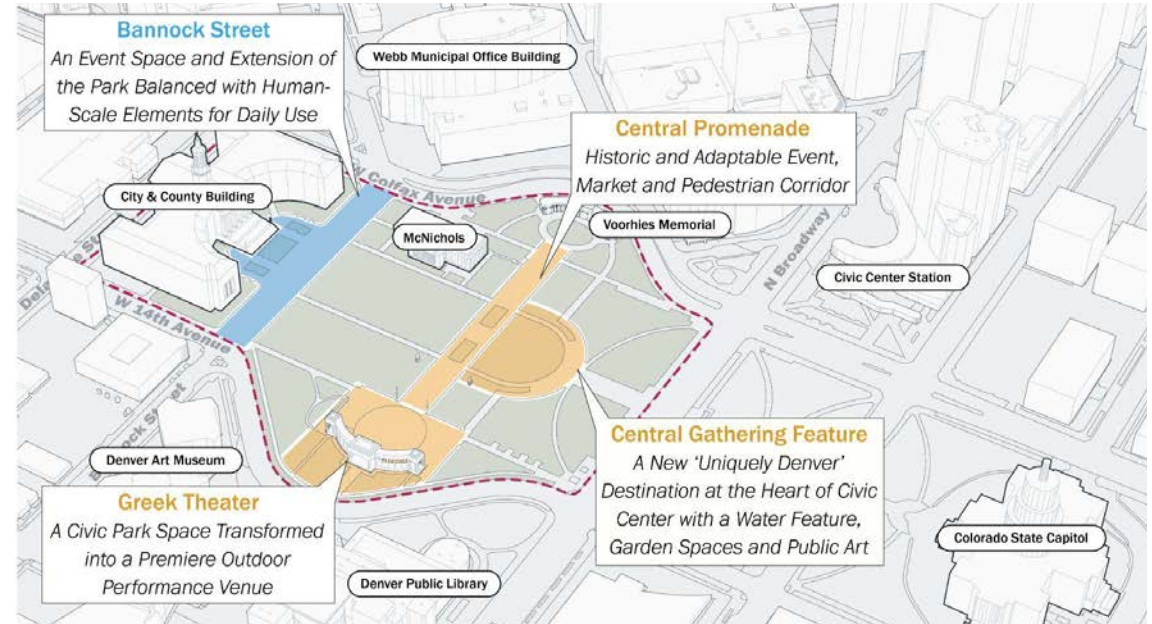 Bannock Street
An Event Space and Extension of
the Park Balanced with Human-
Scale Elements for Daily Use
Webb Municipal Office Building
Central Promenade
Historic and Adaptable Event,
Market and Pedestrian Corridor
City & County Building
W Colfax Avenue
McNichols
Voorhies Memorial
N Broadway
Civic Center Station
W 14th Avenue
Denver Art Museum
Greek Theater
A Civic Park Space Transformed
into a Premiere Outdoor
Performance Venue
Central Gathering Feature
A New ‘Uniquely Denver’
Destination at the Heart of Civic
Center with a Water Feature,
Garden Spaces and Public Art
Colorado State Capitol
Denver Public Library